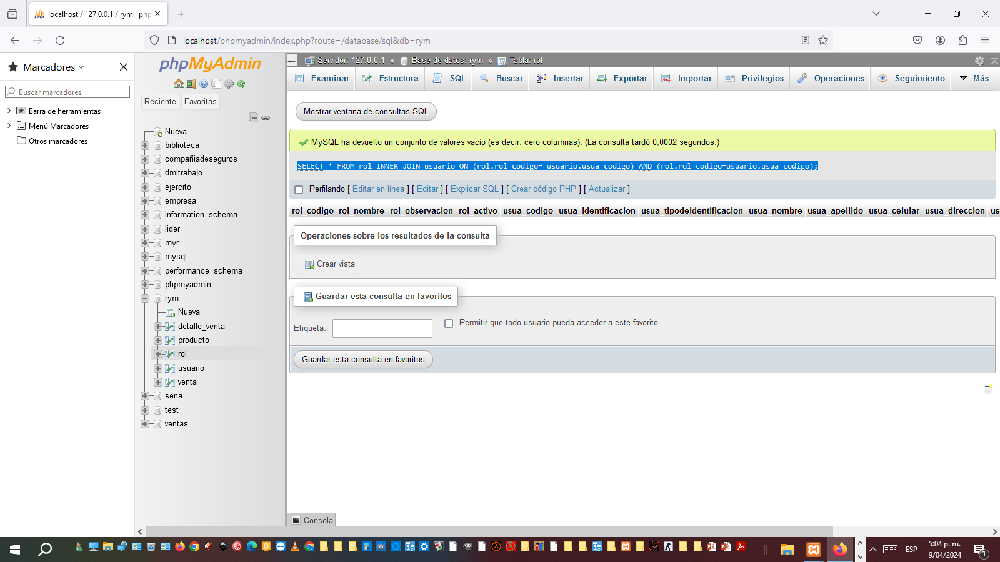 localhost / 127.0.0.1 / rym | php
localhost/phpmyadmin/index.php?route=/database/sql&db=rym
Marcadores
Buscar marcadores
Barra de herramientas
Menú Marcadores
Otros marcadores
phpMyAdmin
Reciente
Favoritas
Nueva
biblioteca
compañiadeseguros
dmltrabajo
ejercito
empresa
information_schema
lider
myr
mysql
performance_schema
phpmyadmin
rym
Nueva
detalle_venta
producto
rol
usuario
venta
sena
test
ventas
Servidor: 127.0.0.1 » Base de datos: rym » Tabla: rol
Examinar Estructura SQL Buscar Insertar Exportar Importar Privilegios Operaciones Seguimiento Más
Mostrar ventana de consultas SQL
MySQL ha devuelto un conjunto de valores vacío (es decir: cero columnas). (La consulta tardó 0,0002 segundos.)
SELECT * FROM rol INNER JOIN usuario ON (rol.rol_codigo= usuario.usua_codigo) AND (rol.rol_codigo=usuario.usua_codigo);
Perfilando [ Editar en línea ] [ Editar ] [ Explicar SQL ] [ Crear código PHP ] [ Actualizar ]
rol_codigo rol_nombre rol_observacion rol_activo usua_codigo usua_identificacion usua_tipodeidentificacion usua_nombre usua_apellido usua_celular usua_direccion us
Operaciones sobre los resultados de la consulta
Crear vista
Guardar esta consulta en favoritos
Etiqueta:
Permitir que todo usuario pueda acceder a este favorito
Guardar esta consulta en favoritos
Consola
ESP
5:04 p. m.
9/04/2024
1